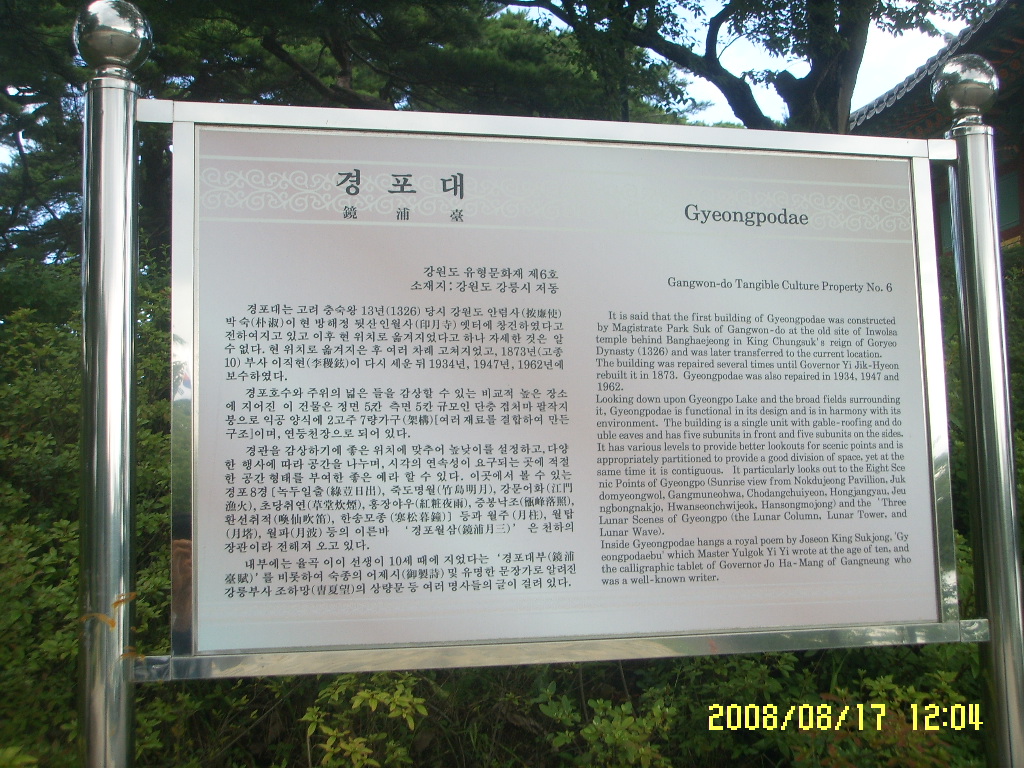 경 포 대
鏡 浦 臺
강원도 유형문화재 제6호
소재지 : 강원도 강릉시 저동
경포대는 고려 충숙왕 13년(1326) 당시 강원도 안렴사(按廉使)
박숙(朴淑)이 현 방해정 뒷산 인월사(印月寺) 옛터에 창건하였다고
전하여지고 있고 이후 현 위치로 옮겨지었다고 하나 자세한 것은 알
수 없다. 현 위치로 옮겨지은 후 여러 차례 고쳐지었고, 1873년(고종
10) 부사 이직현(李稷鉉)이 다시 세운 뒤 1934년, 1947년, 1962년에
보수하였다.
경포호수와 주위의 넓은 들을 감상할 수 있는 비교적 높은 장소
에 지어진 이 건물은 정면 5칸 측면 5칸 규모인 단층 겹처마 팔작지
붕으로 익공 양식에 2고주 7량가구(架構)[여러 재료를 결합하여 만든
구조]이며, 연등천장으로 되어 있다.
경관을 감상하기에 좋은 위치에 맞추어 높낮이를 설정하고, 다양
한 행사에 따라 공간을 나누며, 시각의 연속성이 요구되는 곳에 적절
한 공간 형태를 부여한 좋은 예라 할 수 있다. 이곳에서 볼 수 있는
경포8경[녹두일출(綠荳日出), 죽도명월(竹島明月), 강문어화(江門
漁火), 초당취연(草堂炊煙), 홍장야우(紅粧夜雨), 증봉낙조(甑峰落照),
환선취적(喚仙吹笛), 한송모종(寒松暮鐘)] 등과 월주(月柱), 월탑
(月塔), 월파(月波) 등의 이른바 ‘경포월삼(鏡浦月三)’ 은 천하의
장관이라 전해져 오고 있다.
내부에는 율곡 이이 선생이 10세 때에 지었다는 ‘경포대부(鏡浦
臺賦)’를 비롯하여 숙종의 어제시(御製詩) 및 유명한 문장가로 알려진
강릉부사 조하망(曺夏望)의 상량문 등 여러 명사들의 글이 걸려 있다.
Gyeongpodae
Gangwon-do Tangible Culture Property No. 6
It is said that the first building of Gyeongpodae was constructed
by Magistrate Park Suk of Gangwon-do at the old site of Inwolsa
temple behind Banghaejeong in King Chungsuk's reign of Goryeo
Dynasty (1326) and was later transferred to the current location.
The building was repaired several times until Governor Yi Jik-Hyeon
rebuilt it in 1873. Gyeongpodae was also repaired in 1934, 1947 and
1962.
Looking down upon Gyeongpo Lake and the broad fields surrounding
it, Gyeongpodae is functional in its design and is in harmony with its
environment. The building is a single unit with gable-roofing and do
uble eaves and has five subunits in front and five subunits on the sides.
It has various levels to provide better lookouts for scenic points and is
appropriately partitioned to provide a good division of space, yet at the
same time it is contiguous. It particularly looks out to the Eight Sce
nic Points of Gyeongpo (Sunrise view from Nokdujeong Pavilion, Juk
domyeongwol, Gangmuneohwa, Chodangchuiyeon, Hongjangyau, Jeu
ngbongnakjo, Hwanseonchwijeok, Hansongmojong) and the 'Three
Lunar Scenes of Gyeongpo (the Lunar Column, Lunar Tower, and
Lunar Wave).
Inside Gyeongpodae hangs a royal poem by Joseon King Sukjong, 'Gy
eongpodaebu' which Master Yulgok Yi Yi wrote at the age of ten, and
the calligraphic tablet of Governor Jo Ha-Mang of Gangneung who
was a well-known writer.
2008/08/17 12:04